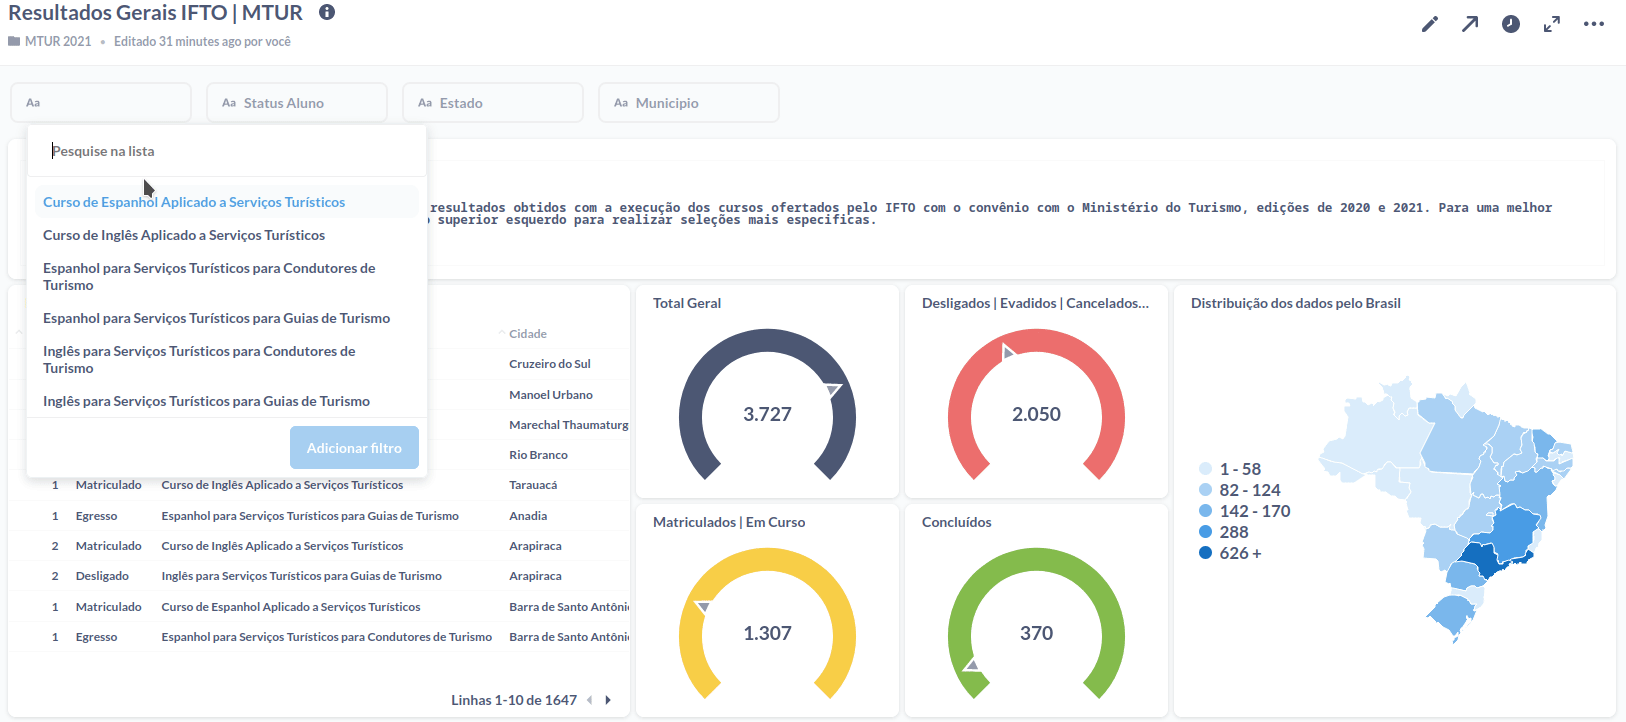 Resultados Gerais IFTO | MTUR
MTUR 2021 • Editado 31 minutes ago por você
Aa
Aa Status Aluno
Aa Estado
Aa Municipio
Pesquise na lista
Curso de Espanhol Aplicado a Serviços Turísticos
Curso de Inglês Aplicado a Serviços Turísticos
Espanhol para Serviços Turísticos para Condutores de
Turismo
Espanhol para Serviços Turísticos para Guias de Turismo
Inglês para Serviços Turísticos para Condutores de
Turismo
Inglês para Serviços Turísticos para Guias de Turismo
Adicionar filtro
resultados obtidos com a execução dos cursos ofertados pelo IFTO com o convênio com o Ministério do Turismo, edições de 2020 e 2021. Para uma melhor
superior esquerdo para realizar seleções mais especificas.
Cidade
Cruzeiro do Sul
Manoel Urbano
Marechal Thaumaturg
Rio Branco
1 Matriculado Curso de Inglês Aplicado a Serviços Turísticos Tarauacá
1 Egresso Espanhol para Serviços Turísticos para Guias de Turismo Anadia
2 Matriculado Curso de Inglês Aplicado a Serviços Turísticos Arapiraca
2 Desligado Inglês para Serviços Turísticos para Guias de Turismo Arapiraca
1 Matriculado Curso de Espanhol Aplicado a Serviços Turísticos Barra de Santo Antôni
1 Egresso Espanhol para Serviços Turísticos para Condutores de Turismo Barra de Santo Antôni
Linhas 1-10 de 1647
Total Geral
3.727
Desligados | Evadidos | Cancelados...
2.050
Matriculados | Em Curso
1.307
Concluídos
370
Distribuição dos dados pelo Brasil
1 - 58
82 - 124
142 - 170
288
626 +